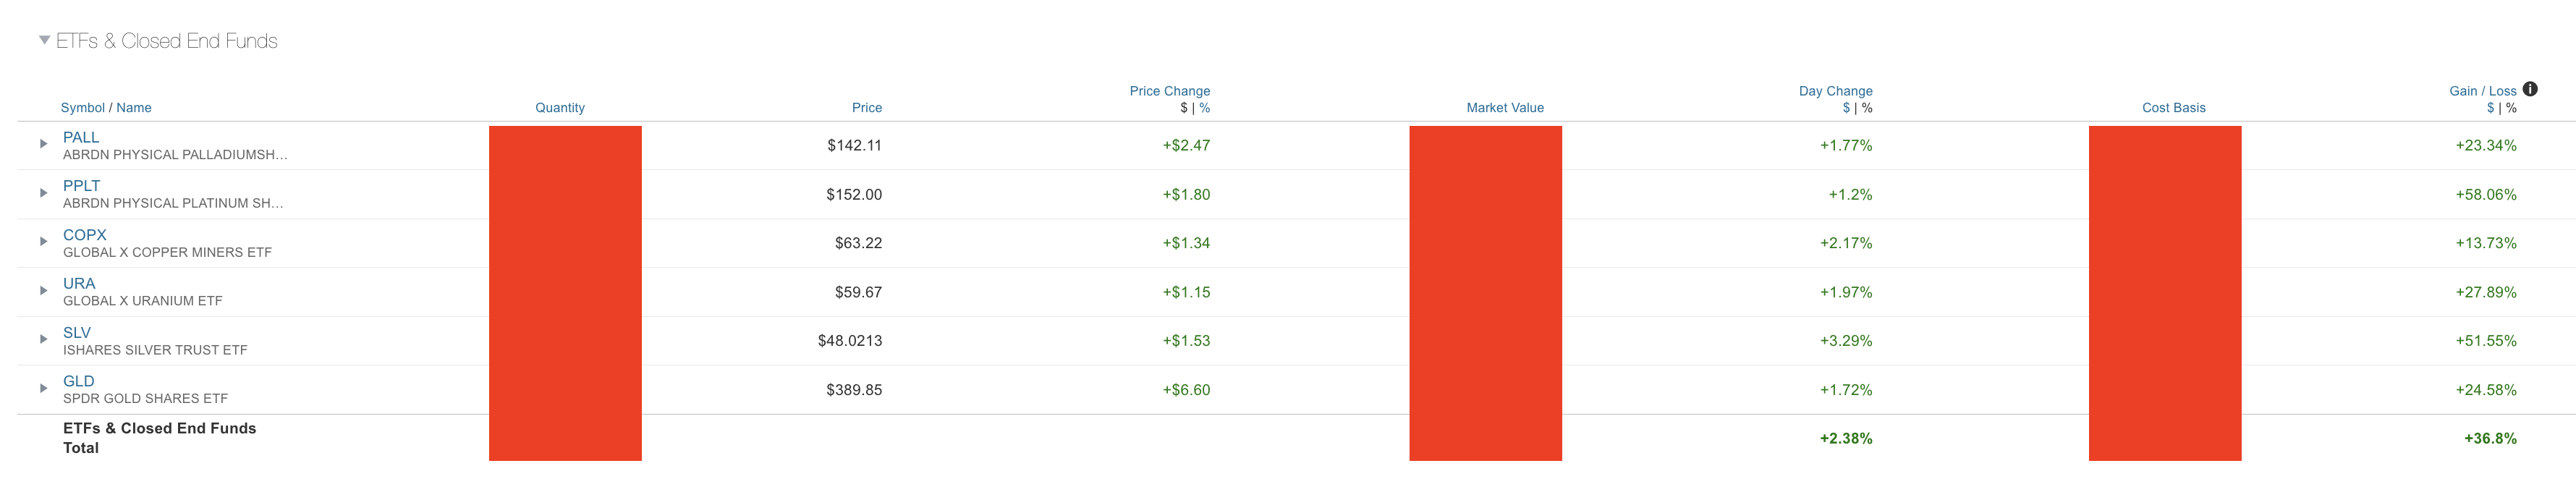 ETFs & Closed End Funds
Symbol / Name Quantity Price Price Change $ | % Market Value Day Change $ | % Cost Basis Gain / Loss $ | %
PALL $142.11 +$2.47 +1.77% +23.34%
ABRDN PHYSICAL PALLADIUMSH…
PPLT $152.00 +$1.80 +1.2% +58.06%
ABRDN PHYSICAL PLATINUM SH…
COPX $63.22 +$1.34 +2.17% +13.73%
GLOBAL X COPPER MINERS ETF
URA $59.67 +$1.15 +1.97% +27.89%
GLOBAL X URANIUM ETF
SLV $48.0213 +$1.53 +3.29% +51.55%
ISHARES SILVER TRUST ETF
GLD $389.85 +$6.60 +1.72% +24.58%
SPDR GOLD SHARES ETF
ETFs & Closed End Funds +2.38% +36.8%
Total